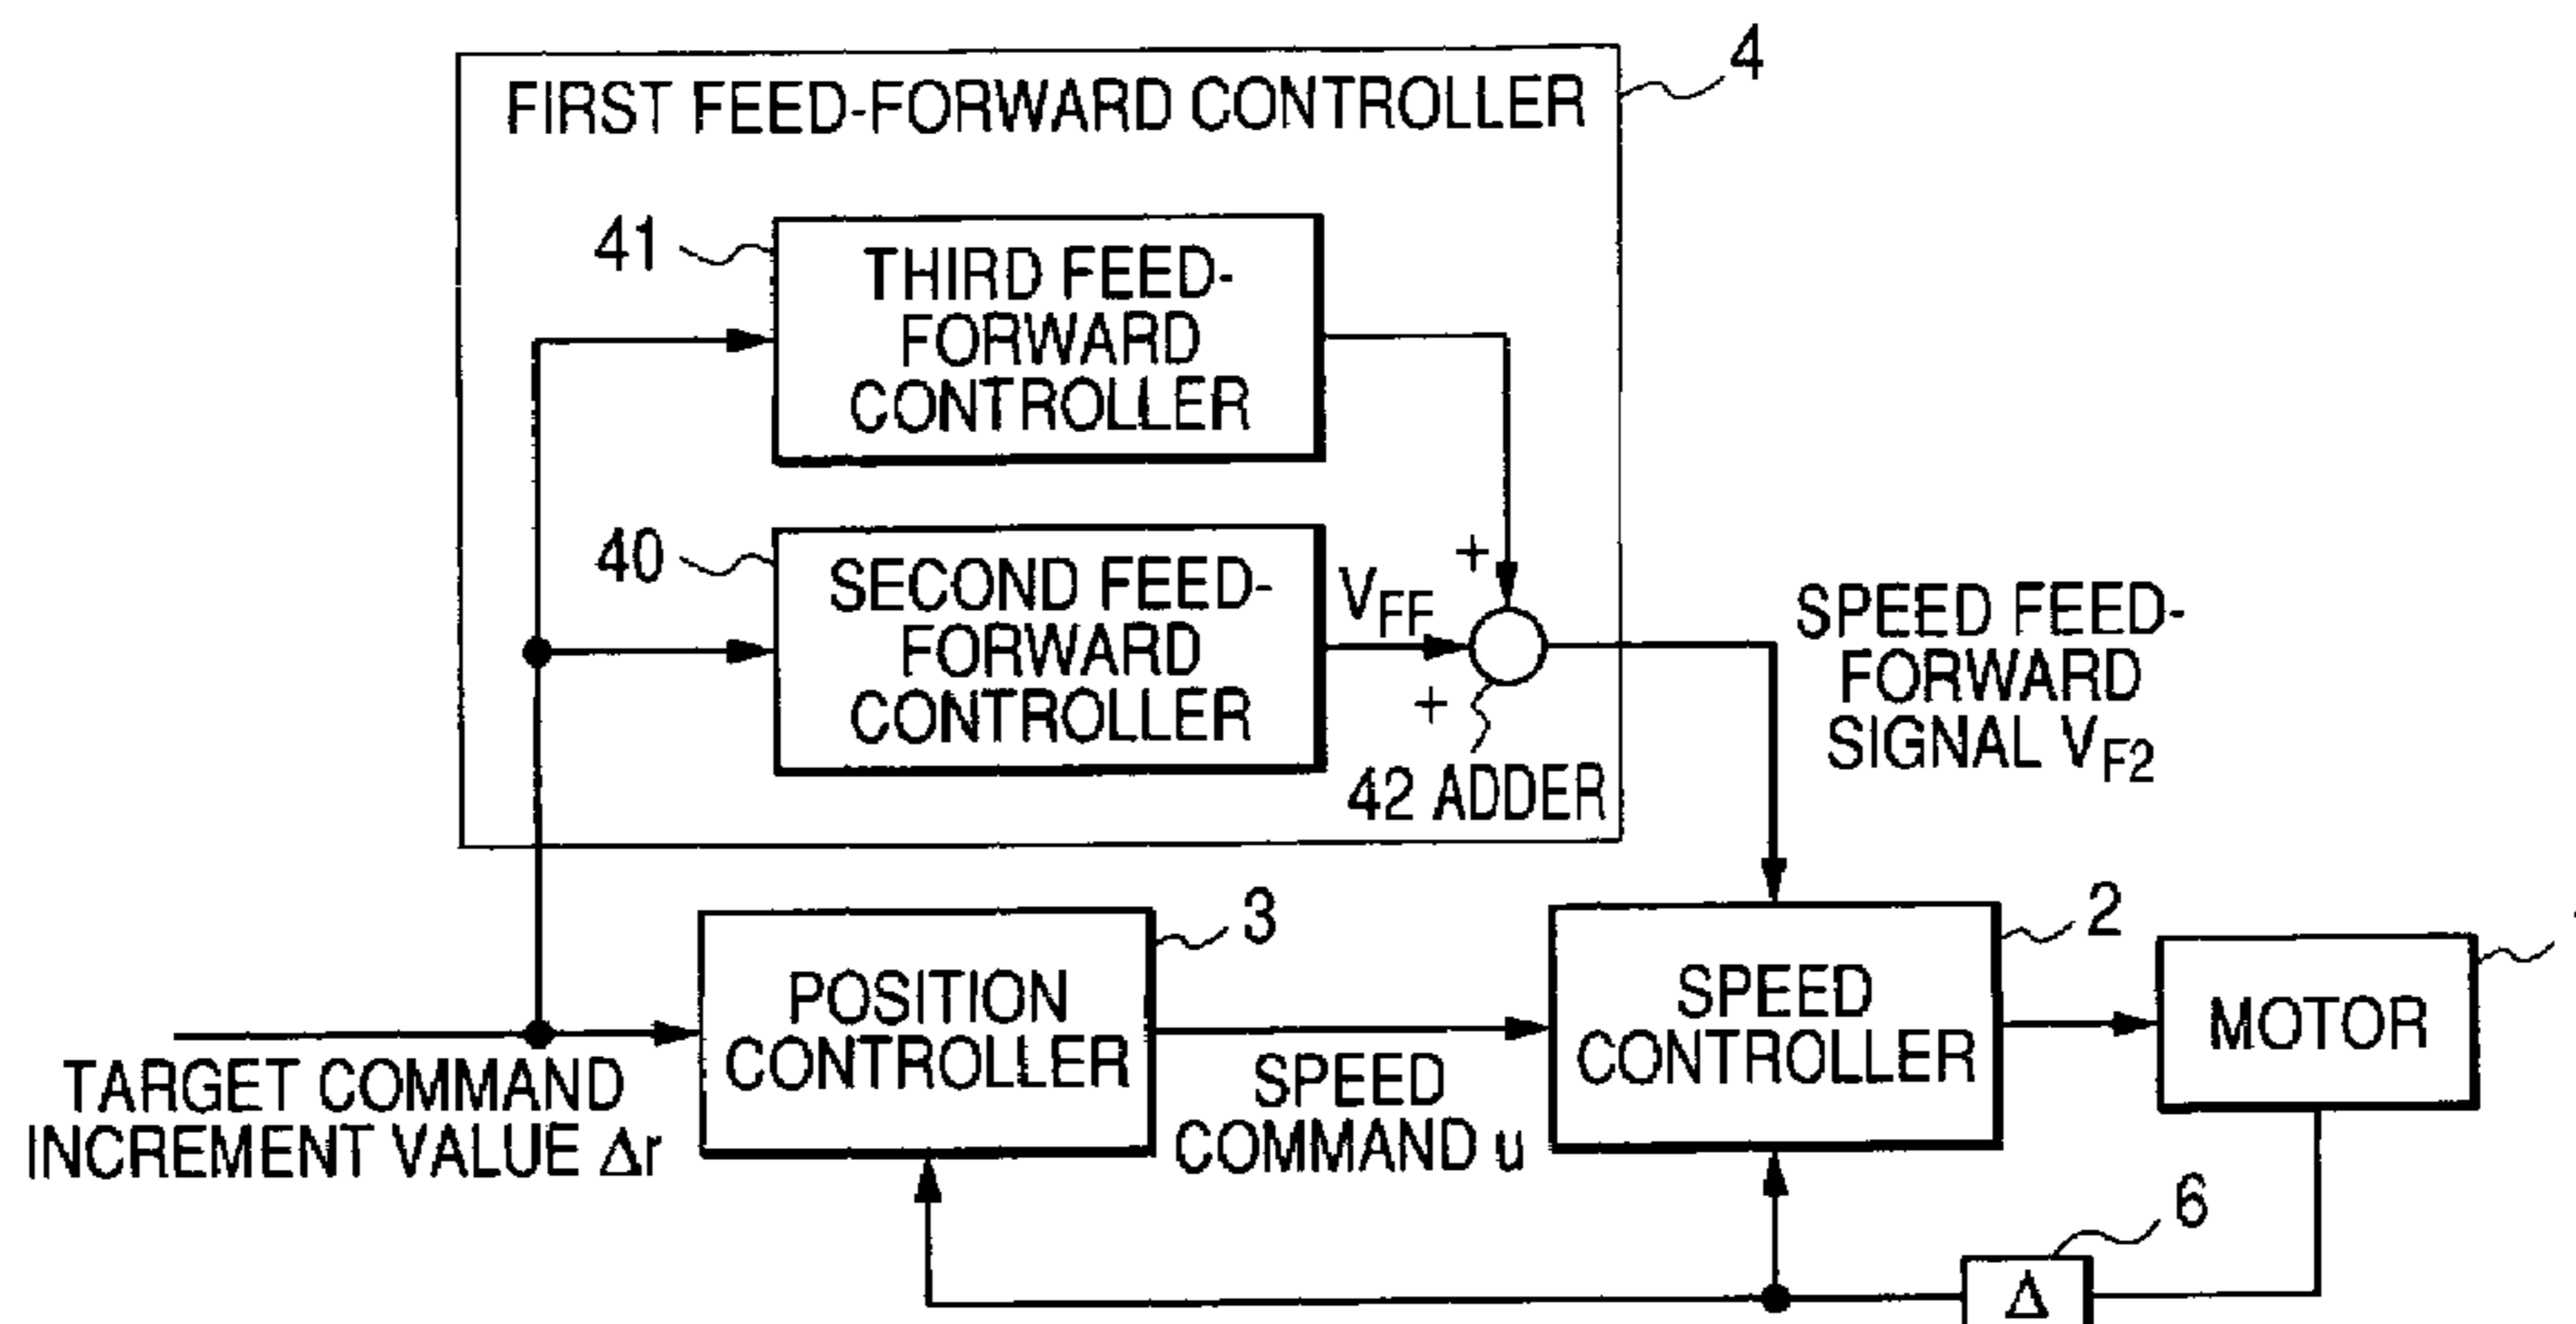 4
FIRST FEED-FORWARD CONTROLLER
41
THIRD FEED-
FORWARD
CONTROLLER
40
SECOND FEED-
FORWARD
CONTROLLER
+
VFF
+
42 ADDER
SPEED FEED-
FORWARD
SIGNAL VF2
3
POSITION
CONTROLLER
2
SPEED
CONTROLLER
MOTOR
TARGET COMMAND
INCREMENT VALUE Δr
SPEED
COMMAND u
6
Δ